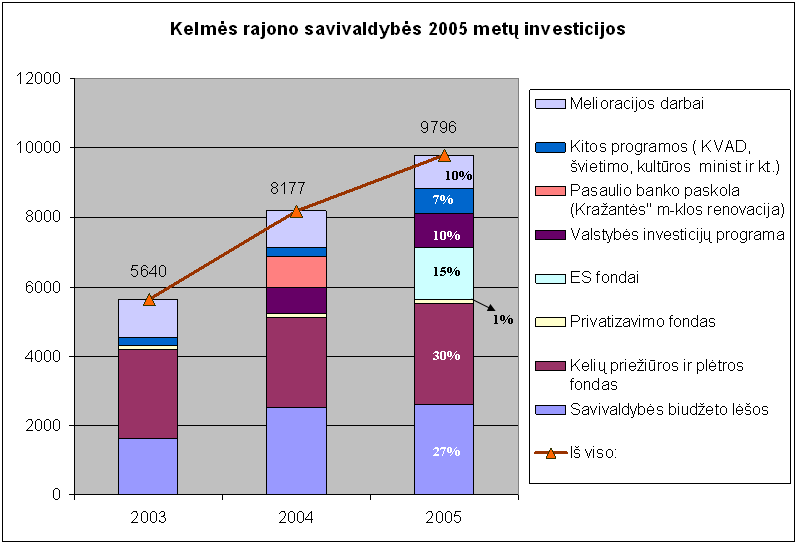 Kelmės rajono savivaldybės 2005 metų investicijos
12000
10000
8000
6000
4000
2000
0
5640
8177
9796
10%
7%
10%
15%
1%
30%
27%
2003
2004
2005
Melioracijos darbai
Kitos programos ( KVAD,
švietimo, kultūros minist ir kt.)
Pasaulio banko paskola
(Kražantės" m-klos renovacija)
Valstybės investicijų programa
ES fondai
Privatizavimo fondas
Kelių priežiūros ir plėtros
fondas
Savivaldybės biudžeto lėšos
Iš viso: